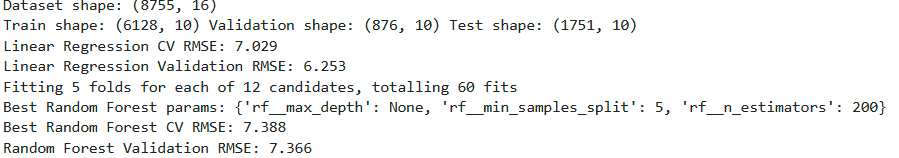 Dataset shape: (8755, 16)
Train shape: (6128, 10) Validation shape: (876, 10) Test shape: (1751, 10)
Linear Regression CV RMSE: 7.029
Linear Regression Validation RMSE: 6.253
Fitting 5 folds for each of 12 candidates, totalling 60 fits
Best Random Forest params: {'rf__max_depth': None, 'rf__min_samples_split': 5, 'rf__n_estimators': 200}
Best Random Forest CV RMSE: 7.388
Random Forest Validation RMSE: 7.366